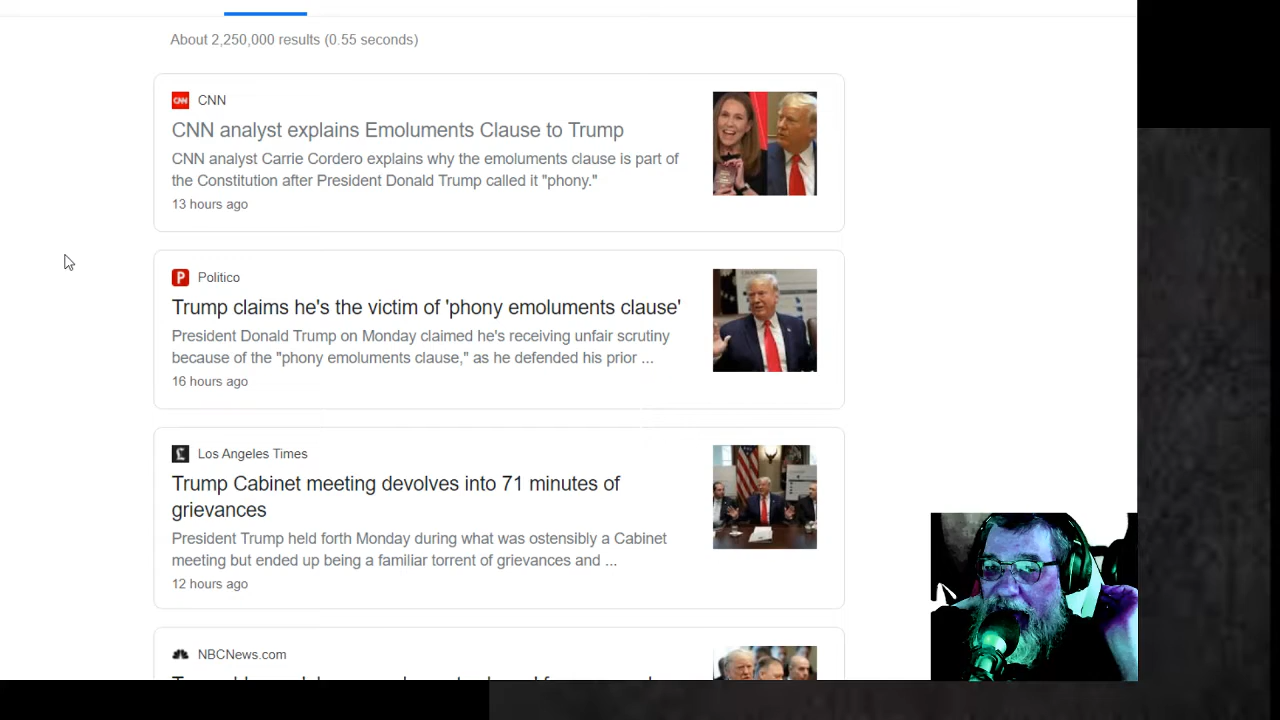 About 2,250,000 results (0.55 seconds)
CNN
CNN analyst explains Emoluments Clause to Trump
CNN analyst Carrie Cordero explains why the emoluments clause is part of
the Constitution after President Donald Trump called it "phony."
13 hours ago
Politico
Trump claims he's the victim of 'phony emoluments clause'
President Donald Trump on Monday claimed he's receiving unfair scrutiny
because of the "phony emoluments clause," as he defended his prior ...
16 hours ago
Los Angeles Times
Trump Cabinet meeting devolves into 71 minutes of
grievances
President Trump held forth Monday during what was ostensibly a Cabinet
meeting but ended up being a familiar torrent of grievances and ...
12 hours ago
NBCNews.com